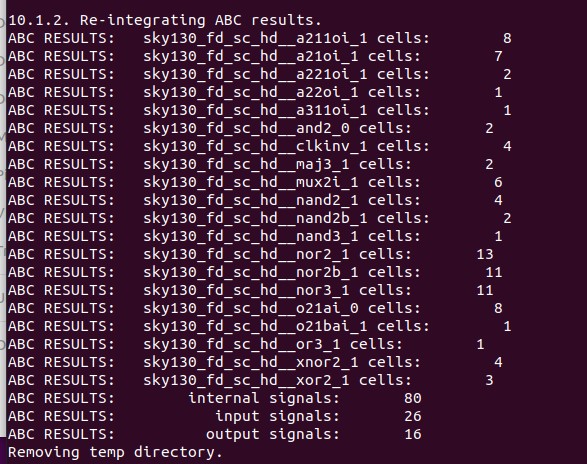 10.1.2. Re-integrating ABC results.
ABC RESULTS:   sky130_fd_sc_hd__a211oi_1 cells:        8
ABC RESULTS:   sky130_fd_sc_hd__a21oi_1 cells:        7
ABC RESULTS:   sky130_fd_sc_hd__a221oi_1 cells:        2
ABC RESULTS:   sky130_fd_sc_hd__a22oi_1 cells:        1
ABC RESULTS:   sky130_fd_sc_hd__a311oi_1 cells:        1
ABC RESULTS:   sky130_fd_sc_hd__and2_0 cells:        2
ABC RESULTS:   sky130_fd_sc_hd__clkinv_1 cells:        4
ABC RESULTS:   sky130_fd_sc_hd__maj3_1 cells:        2
ABC RESULTS:   sky130_fd_sc_hd__mux2i_1 cells:        6
ABC RESULTS:   sky130_fd_sc_hd__nand2_1 cells:        4
ABC RESULTS:   sky130_fd_sc_hd__nand2b_1 cells:        2
ABC RESULTS:   sky130_fd_sc_hd__nand3_1 cells:        1
ABC RESULTS:   sky130_fd_sc_hd__nor2_1 cells:       13
ABC RESULTS:   sky130_fd_sc_hd__nor2b_1 cells:       11
ABC RESULTS:   sky130_fd_sc_hd__nor3_1 cells:       11
ABC RESULTS:   sky130_fd_sc_hd__o21ai_0 cells:        8
ABC RESULTS:   sky130_fd_sc_hd__o21bai_1 cells:        1
ABC RESULTS:   sky130_fd_sc_hd__or3_1 cells:        1
ABC RESULTS:   sky130_fd_sc_hd__xnor2_1 cells:        4
ABC RESULTS:   sky130_fd_sc_hd__xor2_1 cells:        3
ABC RESULTS:        internal signals:       80
ABC RESULTS:           input signals:       26
ABC RESULTS:          output signals:       16
Removing temp directory.